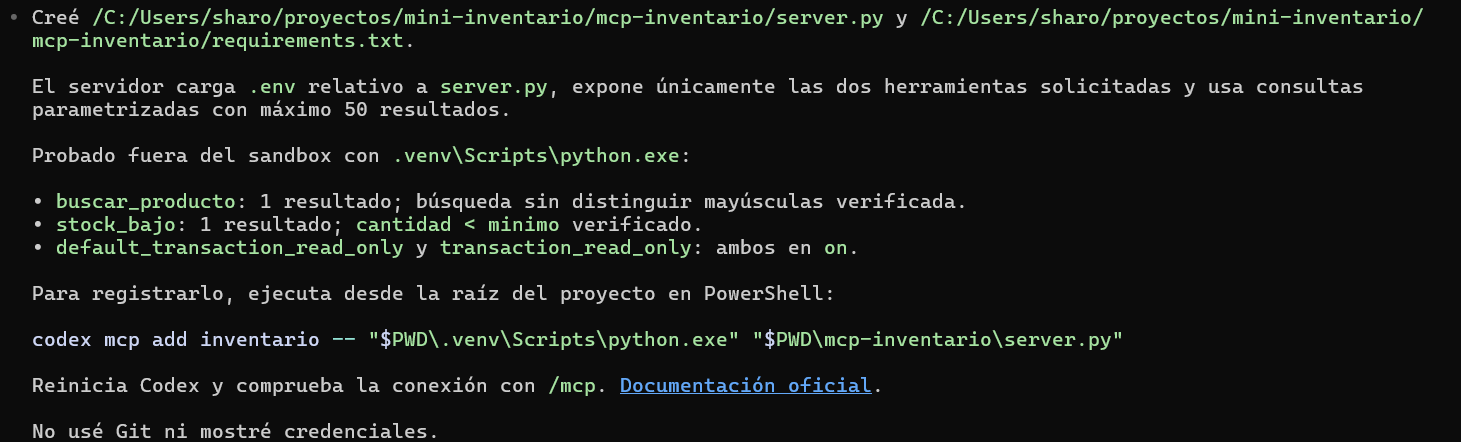 • Creé /C:/Users/sharo/proyectos/mini-inventario/mcp-inventario/server.py y /C:/Users/sharo/proyectos/mini-inventario/
mcp-inventario/requirements.txt.
El servidor carga .env relativo a server.py, expone únicamente las dos herramientas solicitadas y usa consultas
parametrizadas con máximo 50 resultados.
Probado fuera del sandbox con .venv\Scripts\python.exe:
• buscar_producto: 1 resultado; búsqueda sin distinguir mayúsculas verificada.
• stock_bajo: 1 resultado; cantidad < minimo verificado.
• default_transaction_read_only y transaction_read_only: ambos en on.
Para registrarlo, ejecuta desde la raíz del proyecto en PowerShell:
codex mcp add inventario -- "$PWD\.venv\Scripts\python.exe" "$PWD\mcp-inventario\server.py"
Reinicia Codex y comprueba la conexión con /mcp. Documentación oficial.
No usé Git ni mostré credenciales.